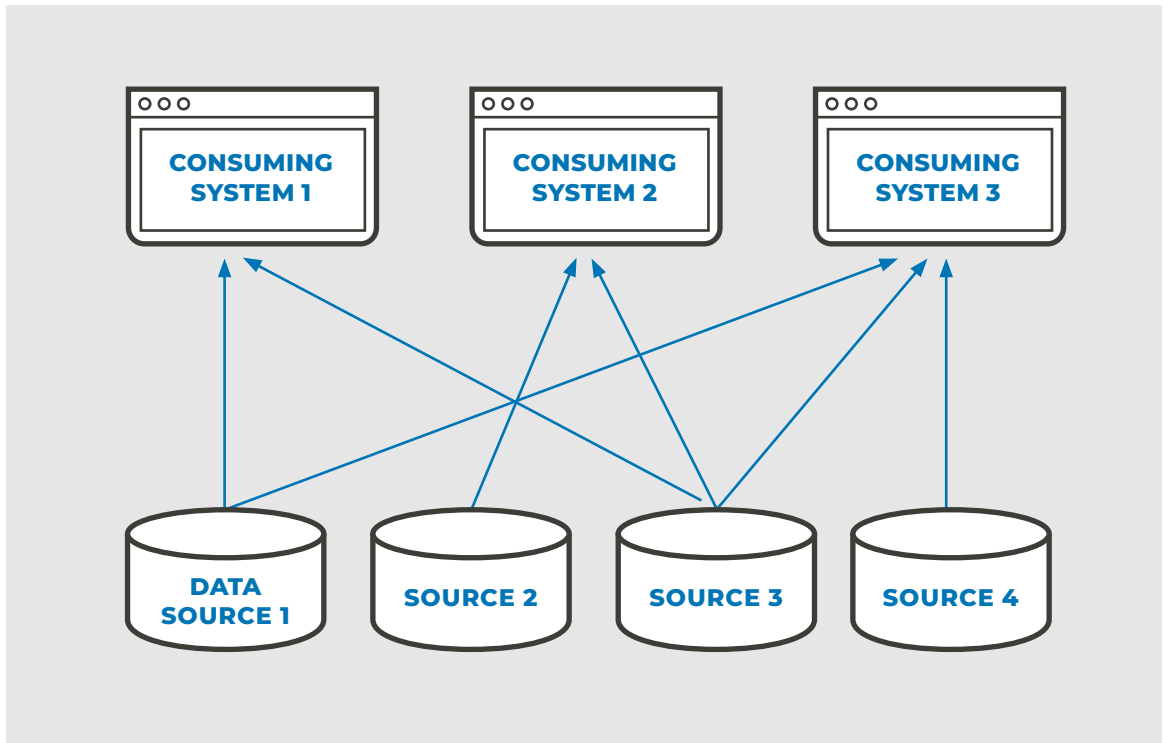 CONSUMING
SYSTEM 1
CONSUMING
SYSTEM 2
CONSUMING
SYSTEM 3
DATA
SOURCE 1
SOURCE 2
SOURCE 3
SOURCE 4